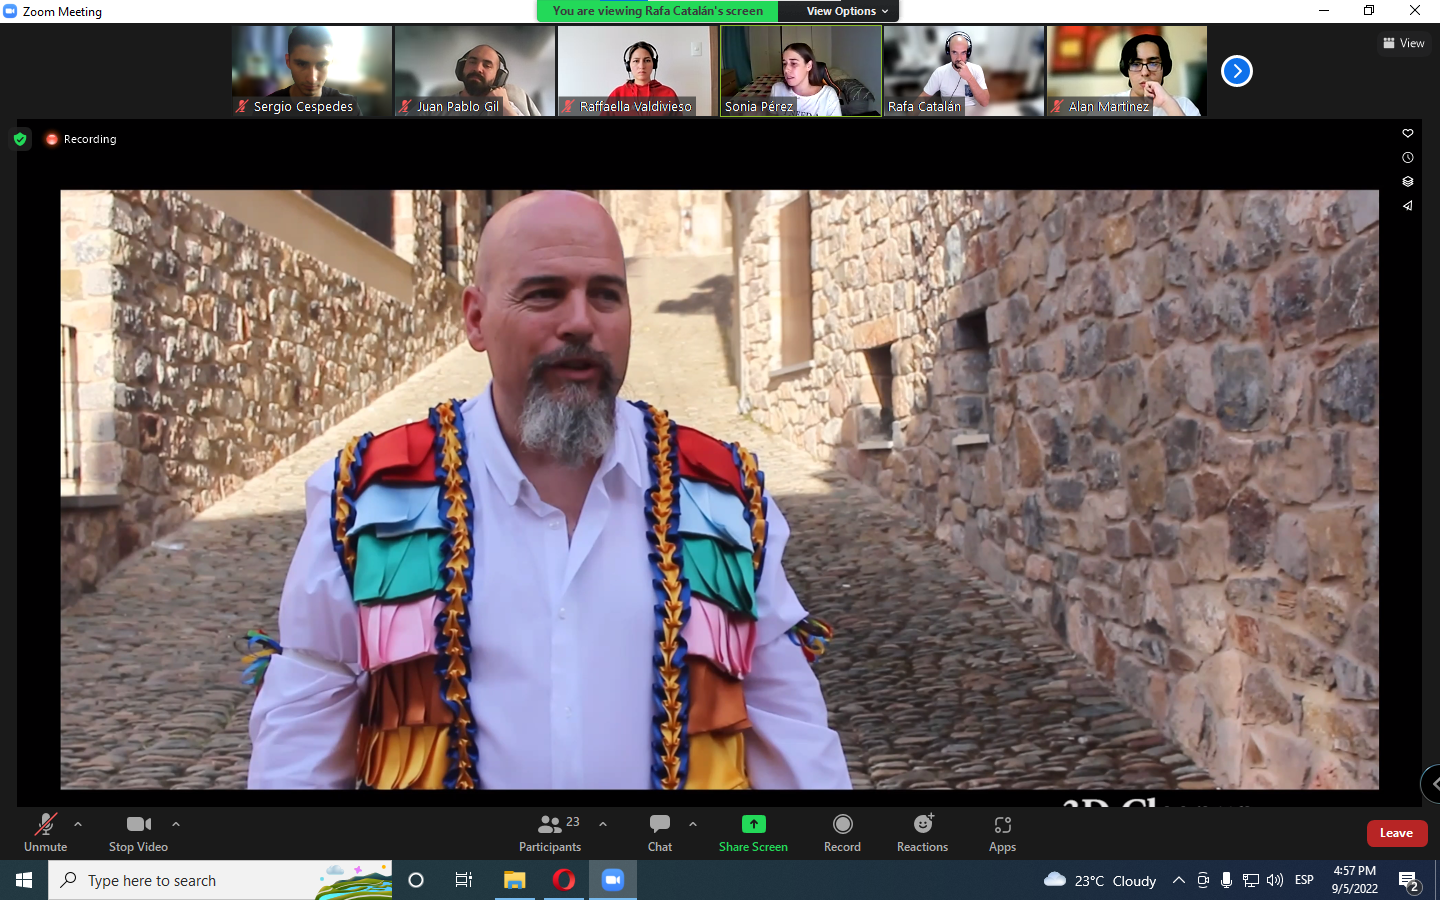 Zoom Meeting
You are viewing Rafa Catalán's screen
View Options
Sergio Cespedes
Juan Pablo Gil
Raffaella Valdivieso
Sonia Pérez
Rafa Catalán
Alan Martinez
View
Recording
Unmute
Stop Video
Participants
23
Chat
Share Screen
Record
Reactions
Apps
Leave
Type here to search
23°C Cloudy
ESP
4:57 PM
9/5/2022
2